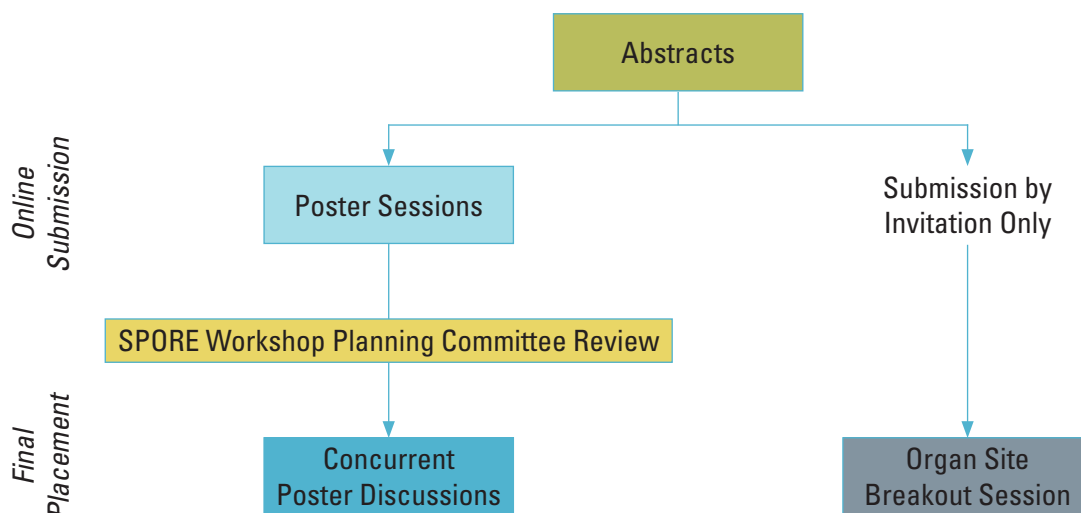 Abstracts
Online
Submission
Poster Sessions
Submission by
Invitation Only
SPORE Workshop Planning Committee Review
Final
Placement
Concurrent
Poster Discussions
Organ Site
Breakout Session